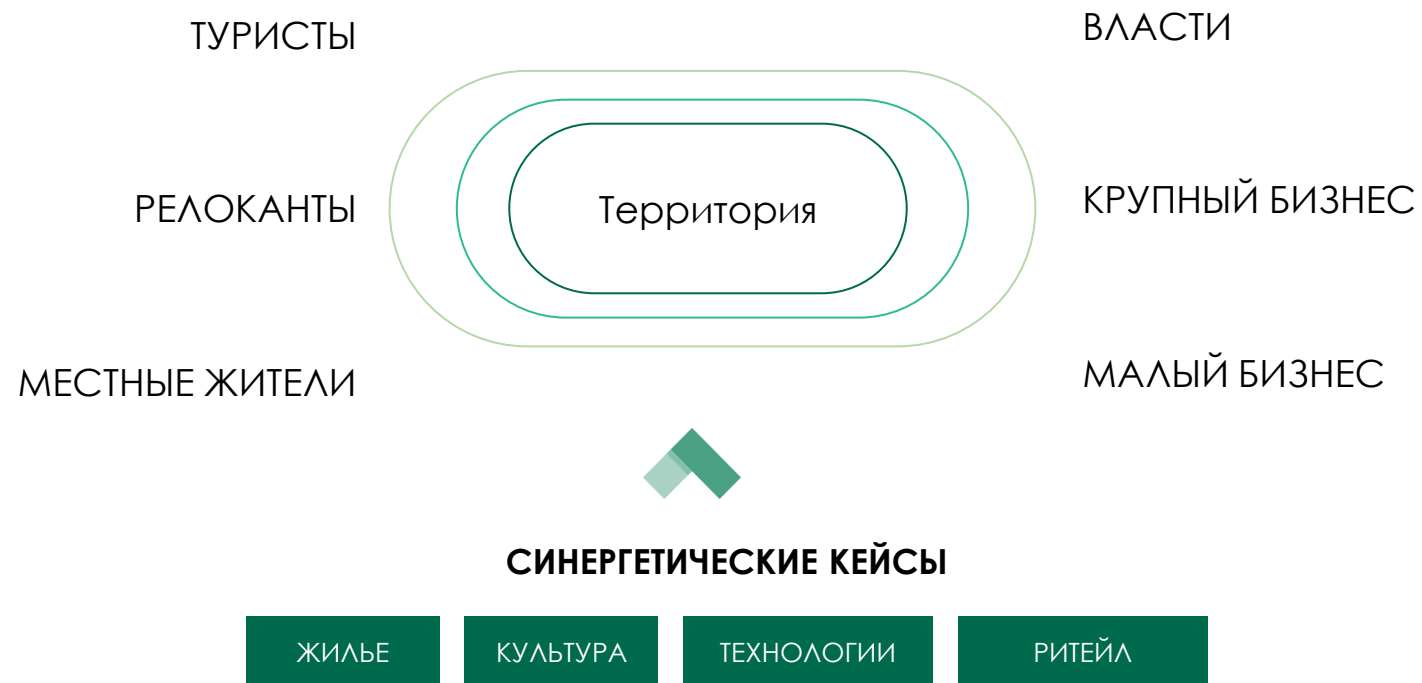 ТУРИСТЫ
ВЛАСТИ
РЕЛОКАНТЫ
Территория
КРУПНЫЙ БИЗНЕС
МЕСТНЫЕ ЖИТЕЛИ
МАЛЫЙ БИЗНЕС
СИНЕРГЕТИЧЕСКИЕ КЕЙСЫ
ЖИЛЬЕ
КУЛЬТУРА
ТЕХНОЛОГИИ
РИТЕЙЛ